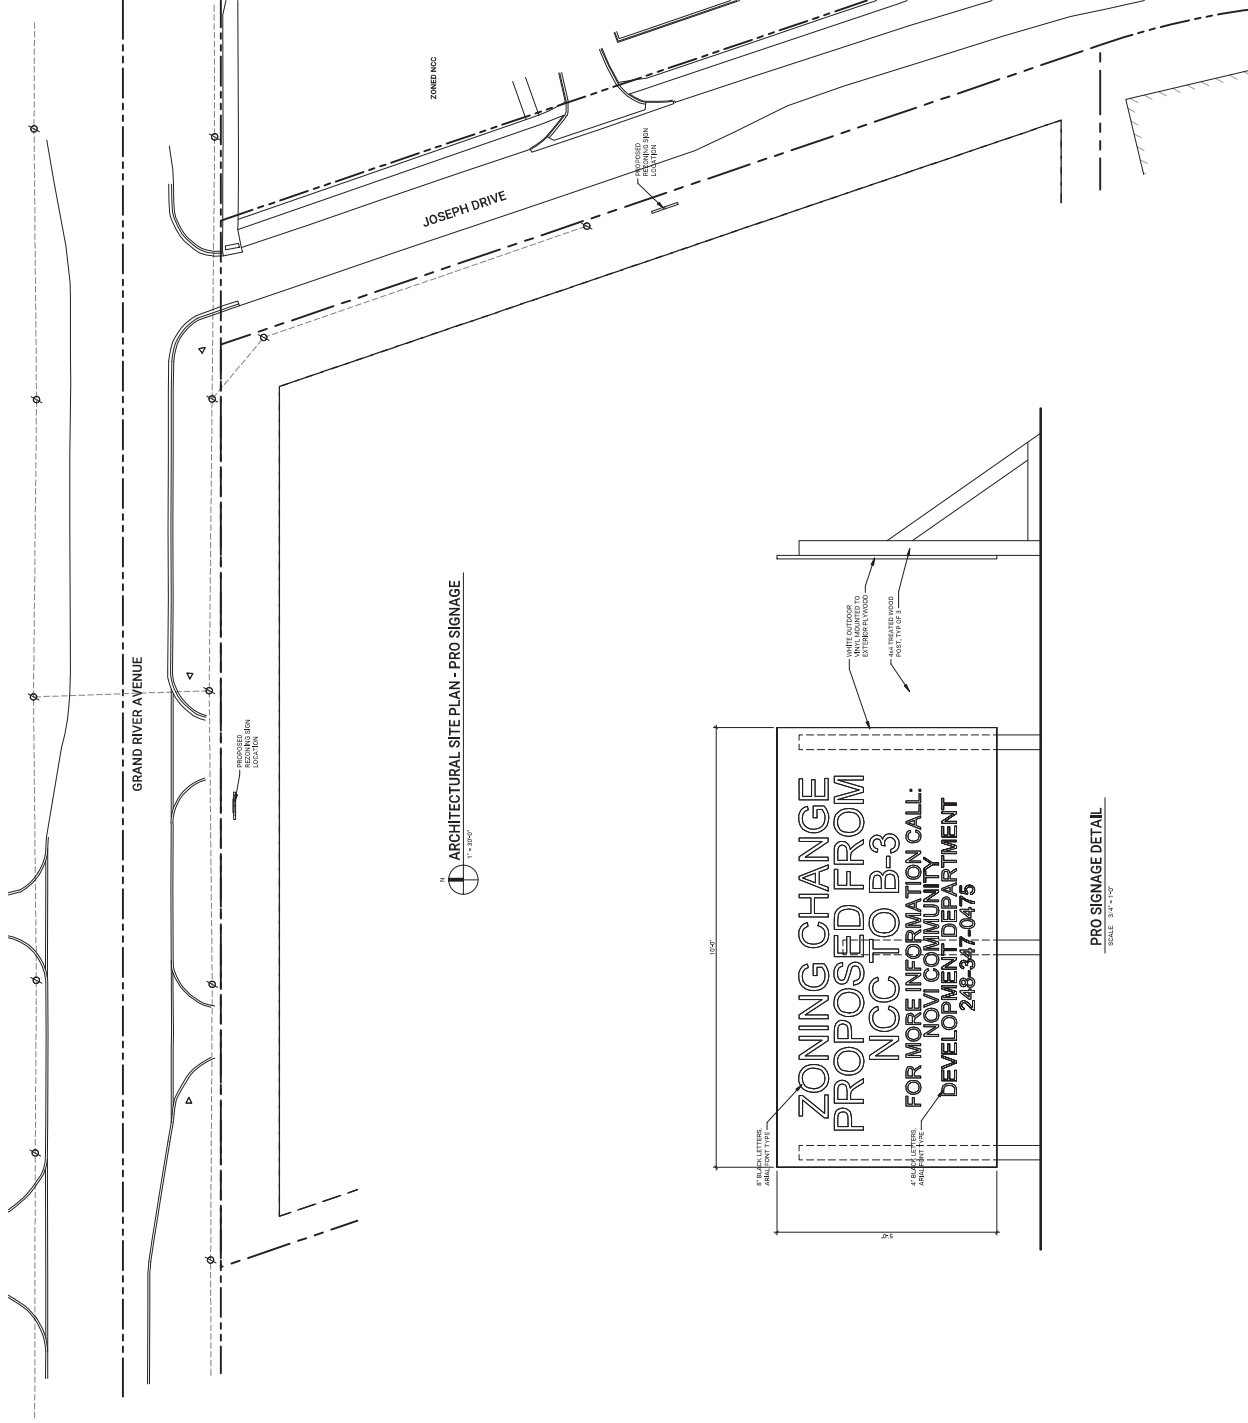 ZONED NCC
JOSEPH DRIVE
PROPOSED
REZONING SIGN
LOCATION
GRAND RIVER AVENUE
PROPOSED
REZONING SIGN
LOCATION
N
ARCHITECTURAL SITE PLAN - PRO SIGNAGE
1" = 30'-0"
WHITE OUTDOOR
VINYL MOUNTED TO
EXTERIOR PLYWOOD
4x4 TREATED WOOD
POST, TYP OF 3
10'-0"
ZONING CHANGE
PROPOSED FROM
NCC TO B-3
FOR MORE INFORMATION CALL:
NOVI COMMUNITY
DEVELOPMENT DEPARTMENT
248-347-0475
8" BLACK LETTERS,
ARIAL FONT TYPE
4" BLACK LETTERS,
ARIAL FONT TYPE
5'-0"
PRO SIGNAGE DETAIL
SCALE: 3/4" = 1'-0"